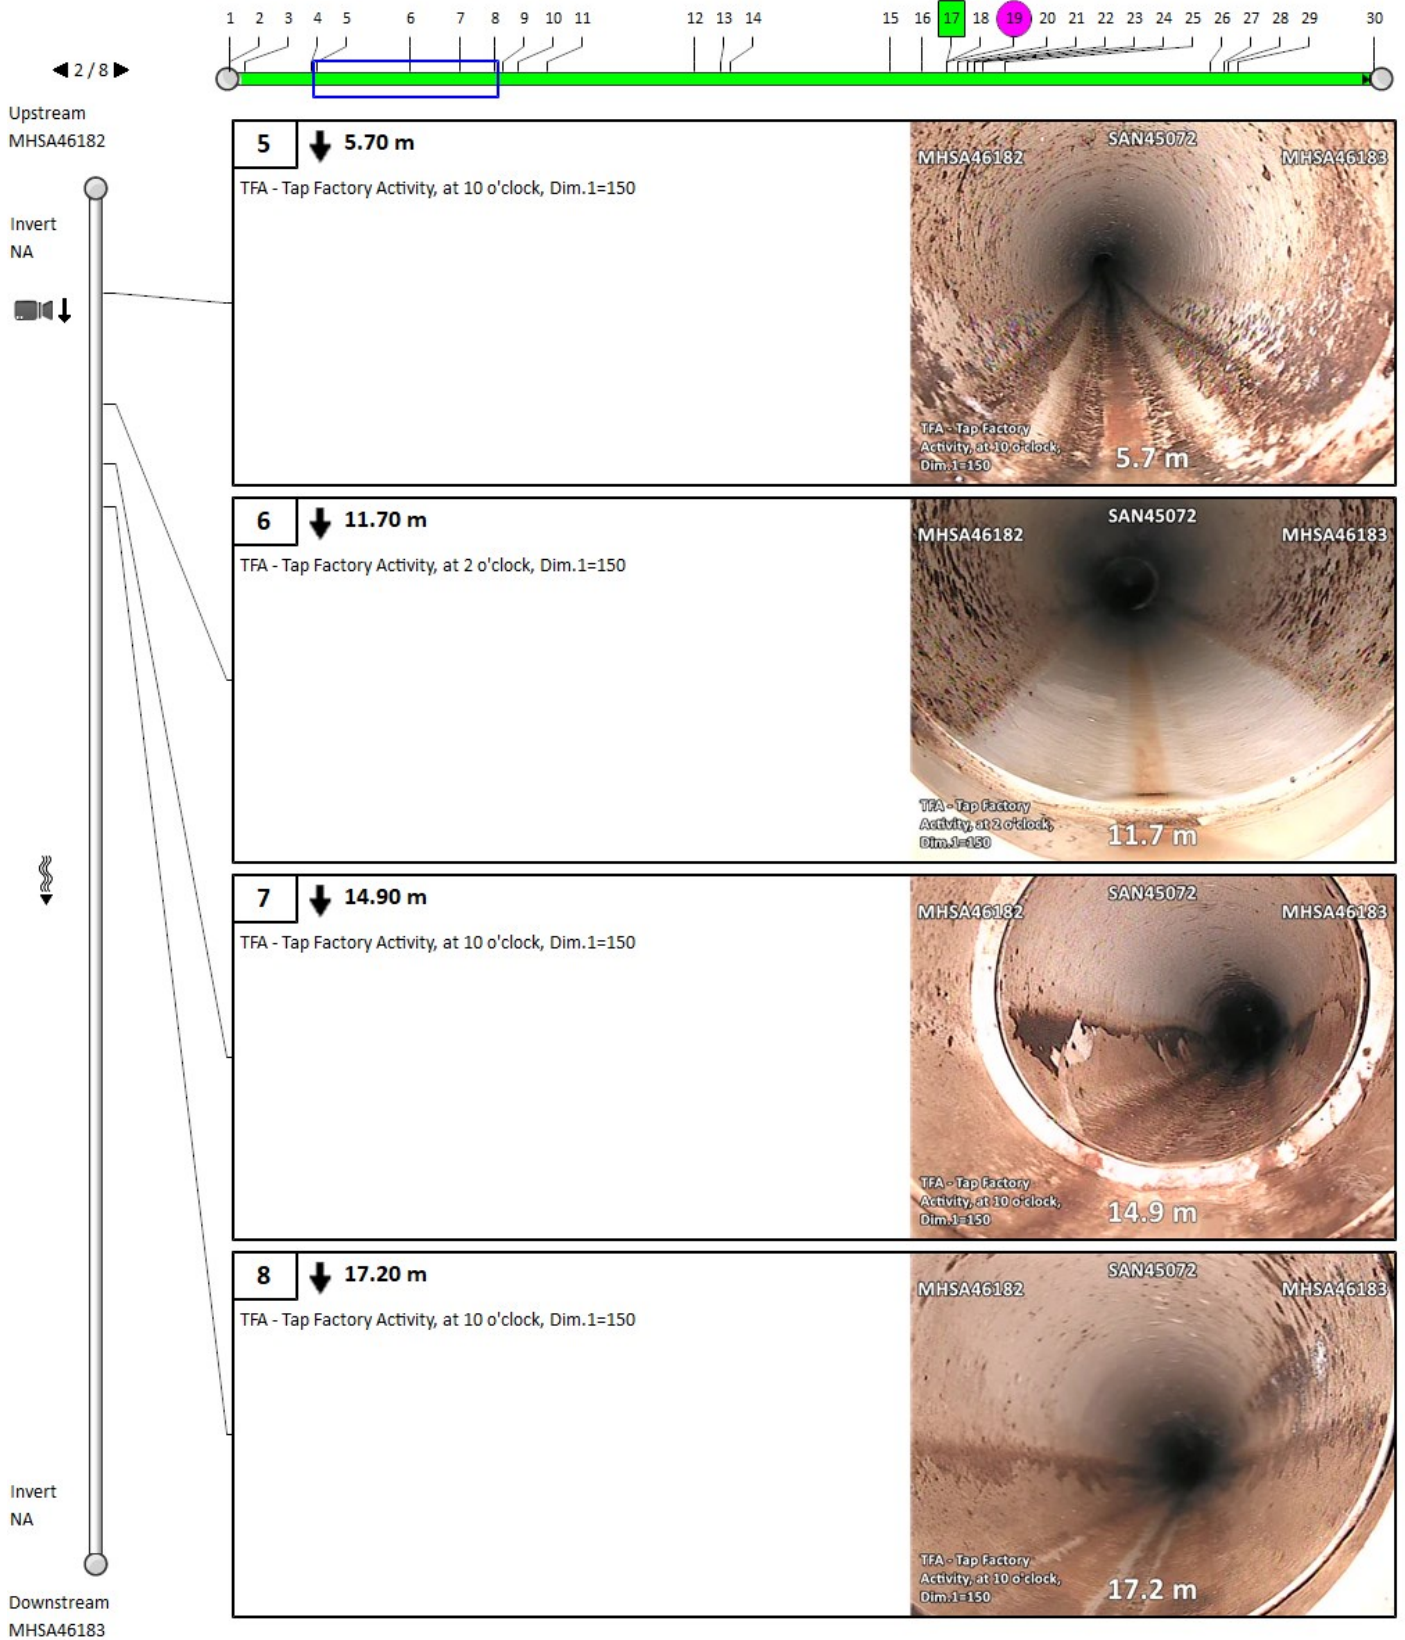 1 2 3 4 5 6 7 8 9 10 11 12 13 14 15 16 17 18 19 20 21 22 23 24 25 26 27 28 29 30
2 / 8
Upstream
MHSA46182
Invert
NA
5 5.70 m
TFA - Tap Factory Activity, at 10 o'clock, Dim.1=150
SAN45072
MHSA46182 MHSA46183
TFA - Tap Factory
Activity, at 10 o'clock,
Dim.1=150
5.7 m
6 11.70 m
TFA - Tap Factory Activity, at 2 o'clock, Dim.1=150
SAN45072
MHSA46182 MHSA46183
TFA - Tap Factory
Activity, at 2 o'clock,
Dim.1=150
11.7 m
7 14.90 m
TFA - Tap Factory Activity, at 10 o'clock, Dim.1=150
SAN45072
MHSA46182 MHSA46183
TFA - Tap Factory
Activity, at 10 o'clock,
Dim.1=150
14.9 m
8 17.20 m
TFA - Tap Factory Activity, at 10 o'clock, Dim.1=150
SAN45072
MHSA46182 MHSA46183
TFA - Tap Factory
Activity, at 10 o'clock,
Dim.1=150
17.2 m
Invert
NA
Downstream
MHSA46183